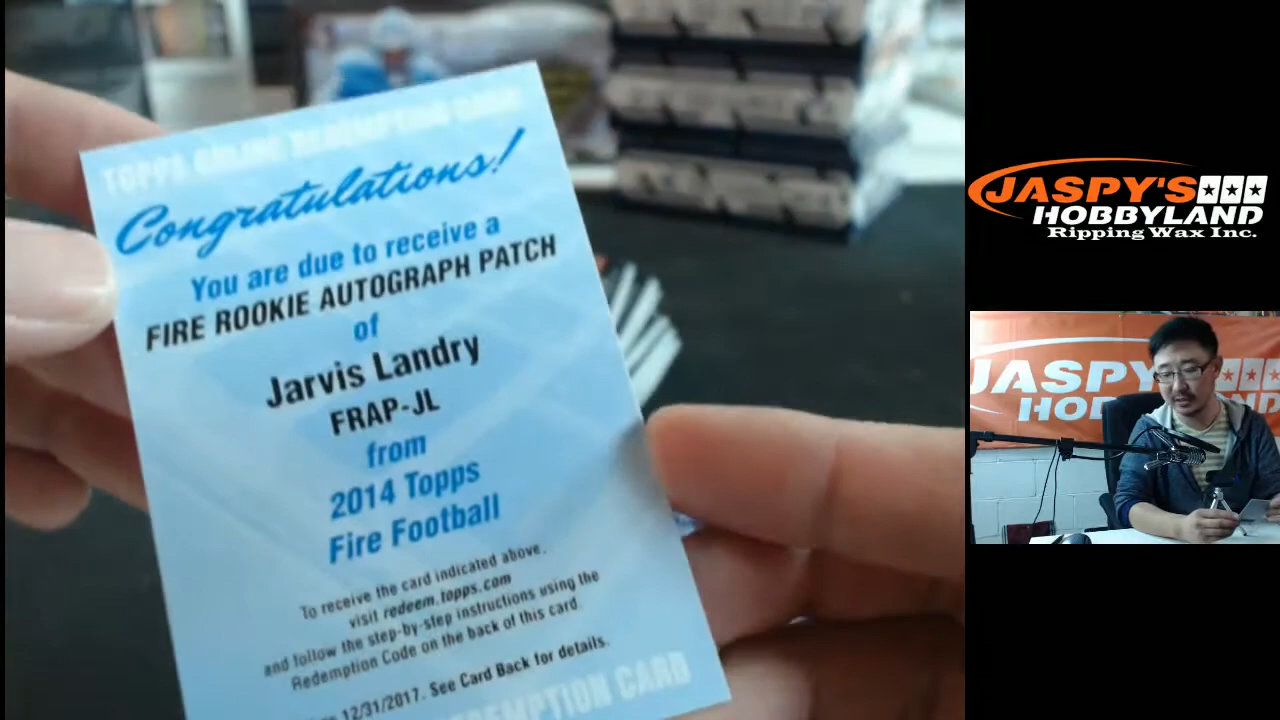 TOPPS ONLINE REDEMPTION CARD
Congratulations!
You are due to receive a
FIRE ROOKIE AUTOGRAPH PATCH
of
Jarvis Landry
FRAP-JL
from
2014 Topps
Fire Football
To receive the card indicated above,
visit redeem.topps.com
and follow the step-by-step instructions using the
Redemption Code on the back of this card.
12/31/2017. See Card Back for details.
REDEMPTION CARD
JASPY'S
HOBBYLAND
Ripping Wax Inc.
JASPY
HO LAND